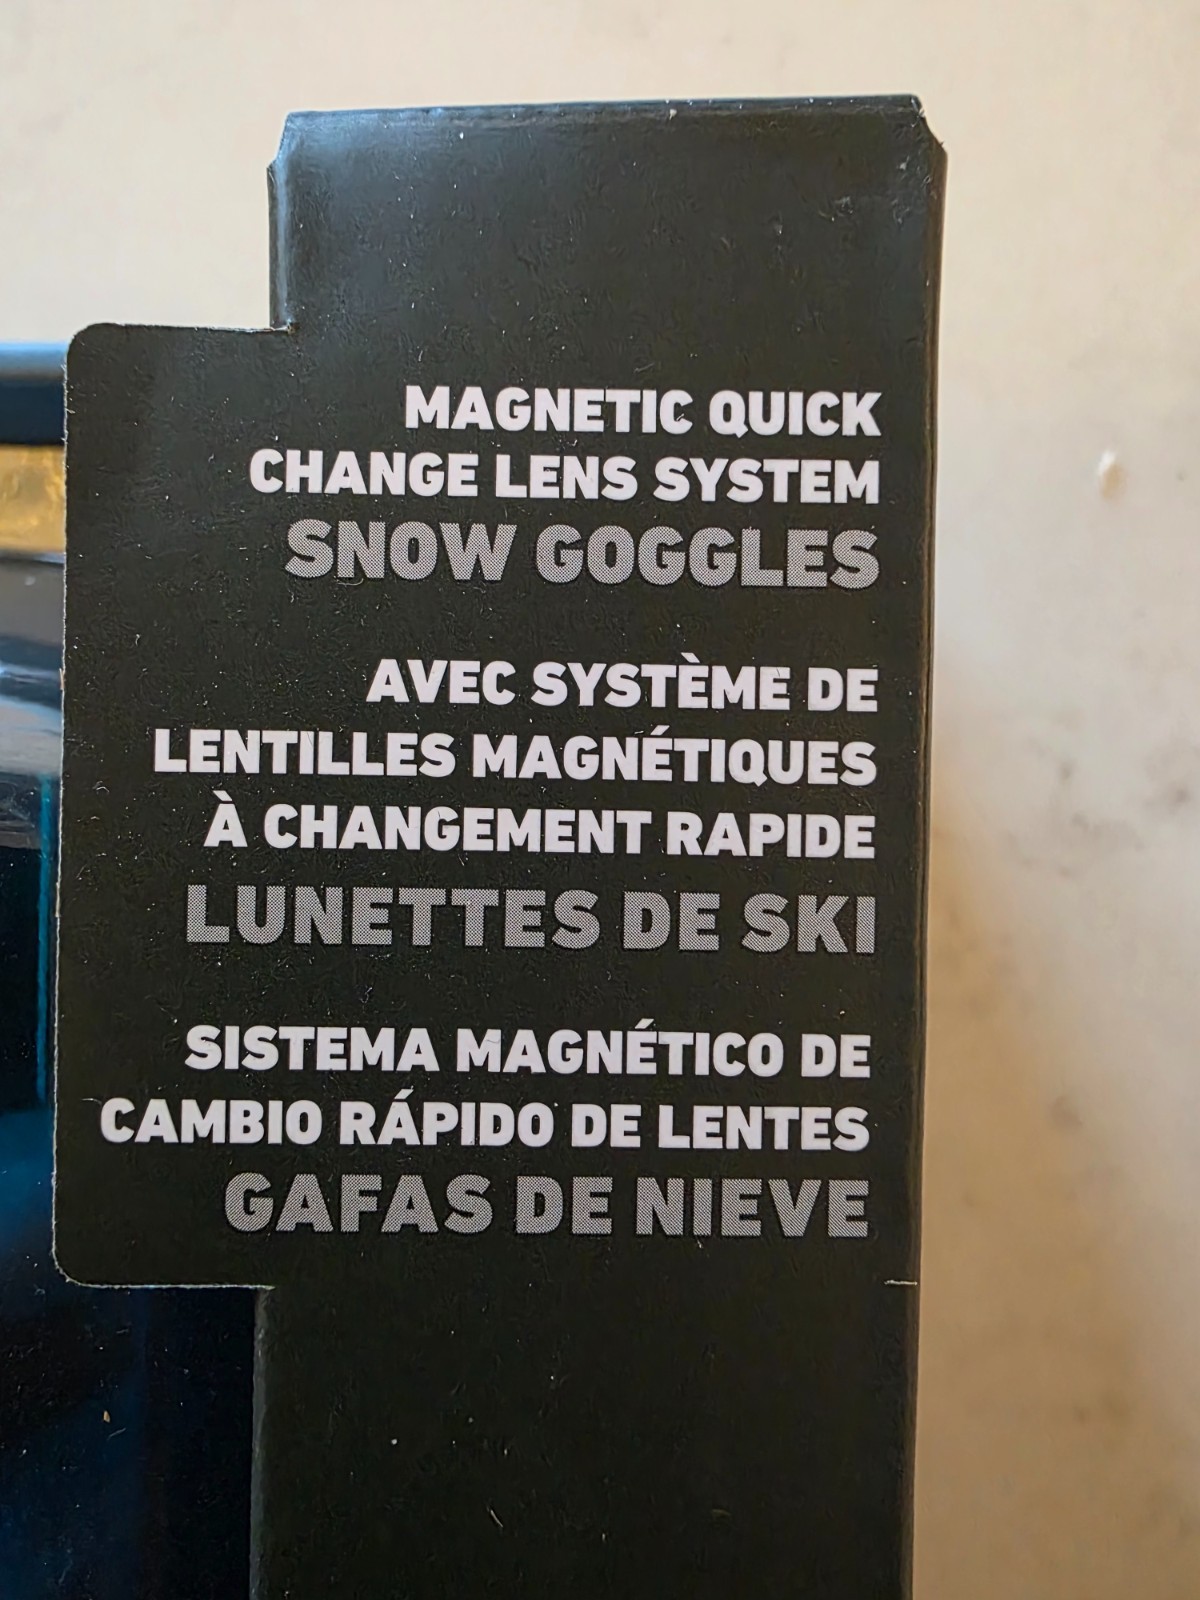 MAGNETIC QUICK
CHANGE LENS SYSTEM
SNOW GOGGLES
AVEC SYSTÈME DE
LENTILLES MAGNÉTIQUES
À CHANGEMENT RAPIDE
LUNETTES DE SKI
SISTEMA MAGNÉTICO DE
CAMBIO RÁPIDO DE LENTES
GAFAS DE NIEVE